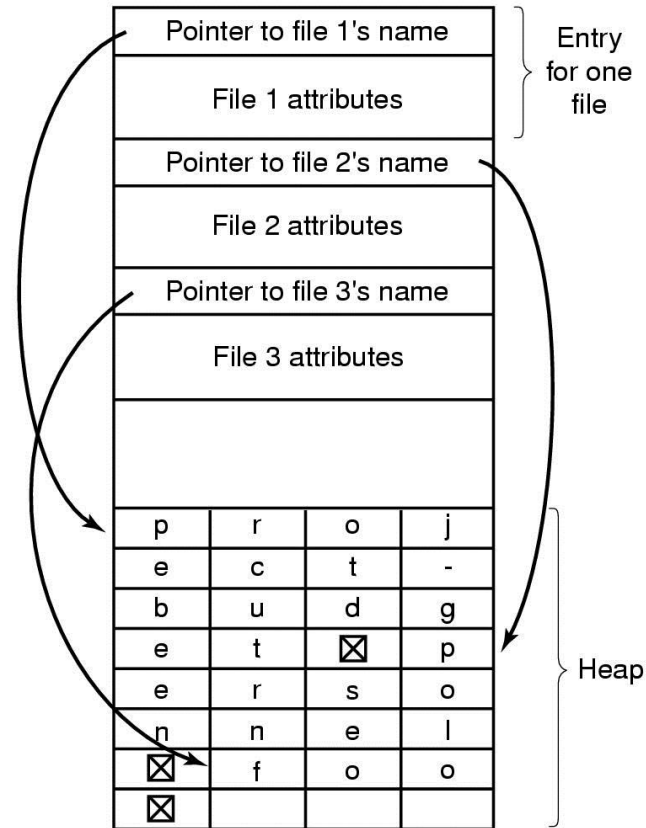 Pointer to file 1's name
Entry
for one
file
File 1 attributes
Pointer to file 2's name
File 2 attributes
Pointer to file 3's name
File 3 attributes
p r o j
e c t -
b u d g
e t ☒ p
e r s o
n n e l
☒ f o o
☒
Heap